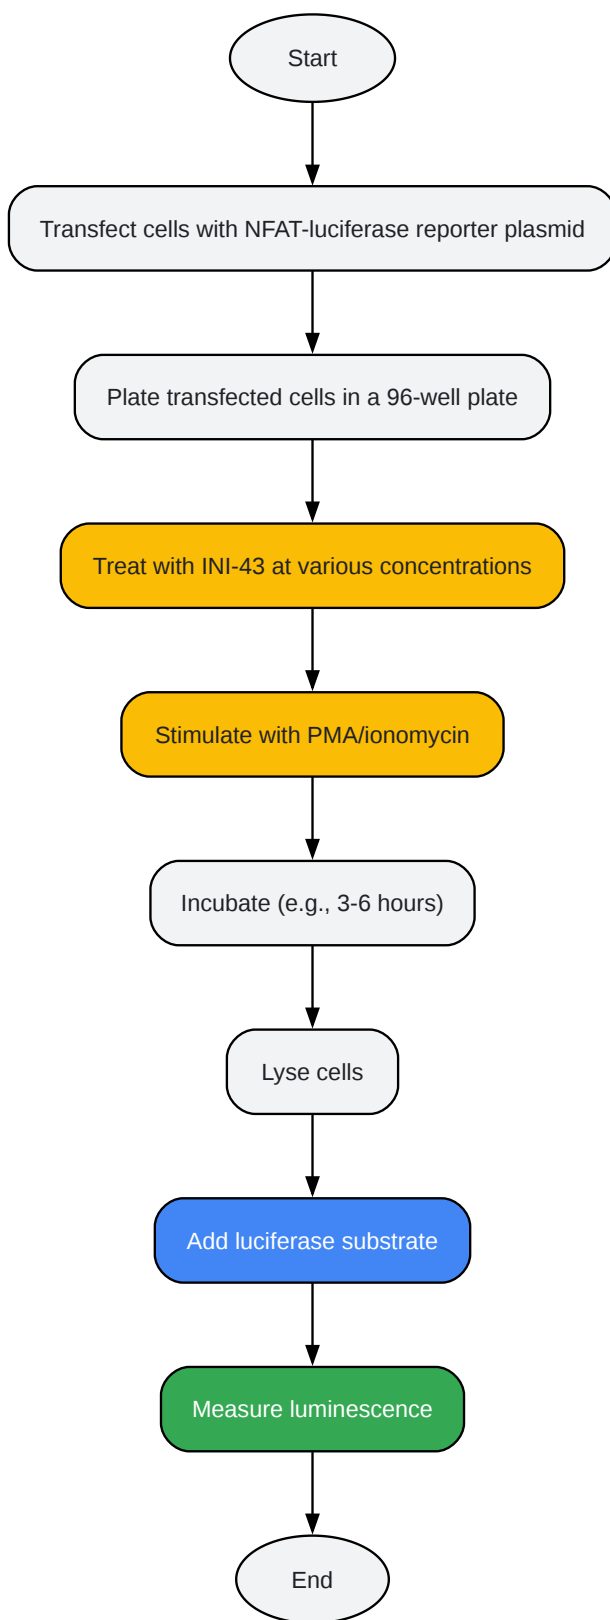 Start
Transfect cells with NFAT-luciferase reporter plasmid
Plate transfected cells in a 96-well plate
Treat with INI-43 at various concentrations
Stimulate with PMA/ionomycin
Incubate (e.g., 3-6 hours)
Lyse cells
Add luciferase substrate
Measure luminescence
End